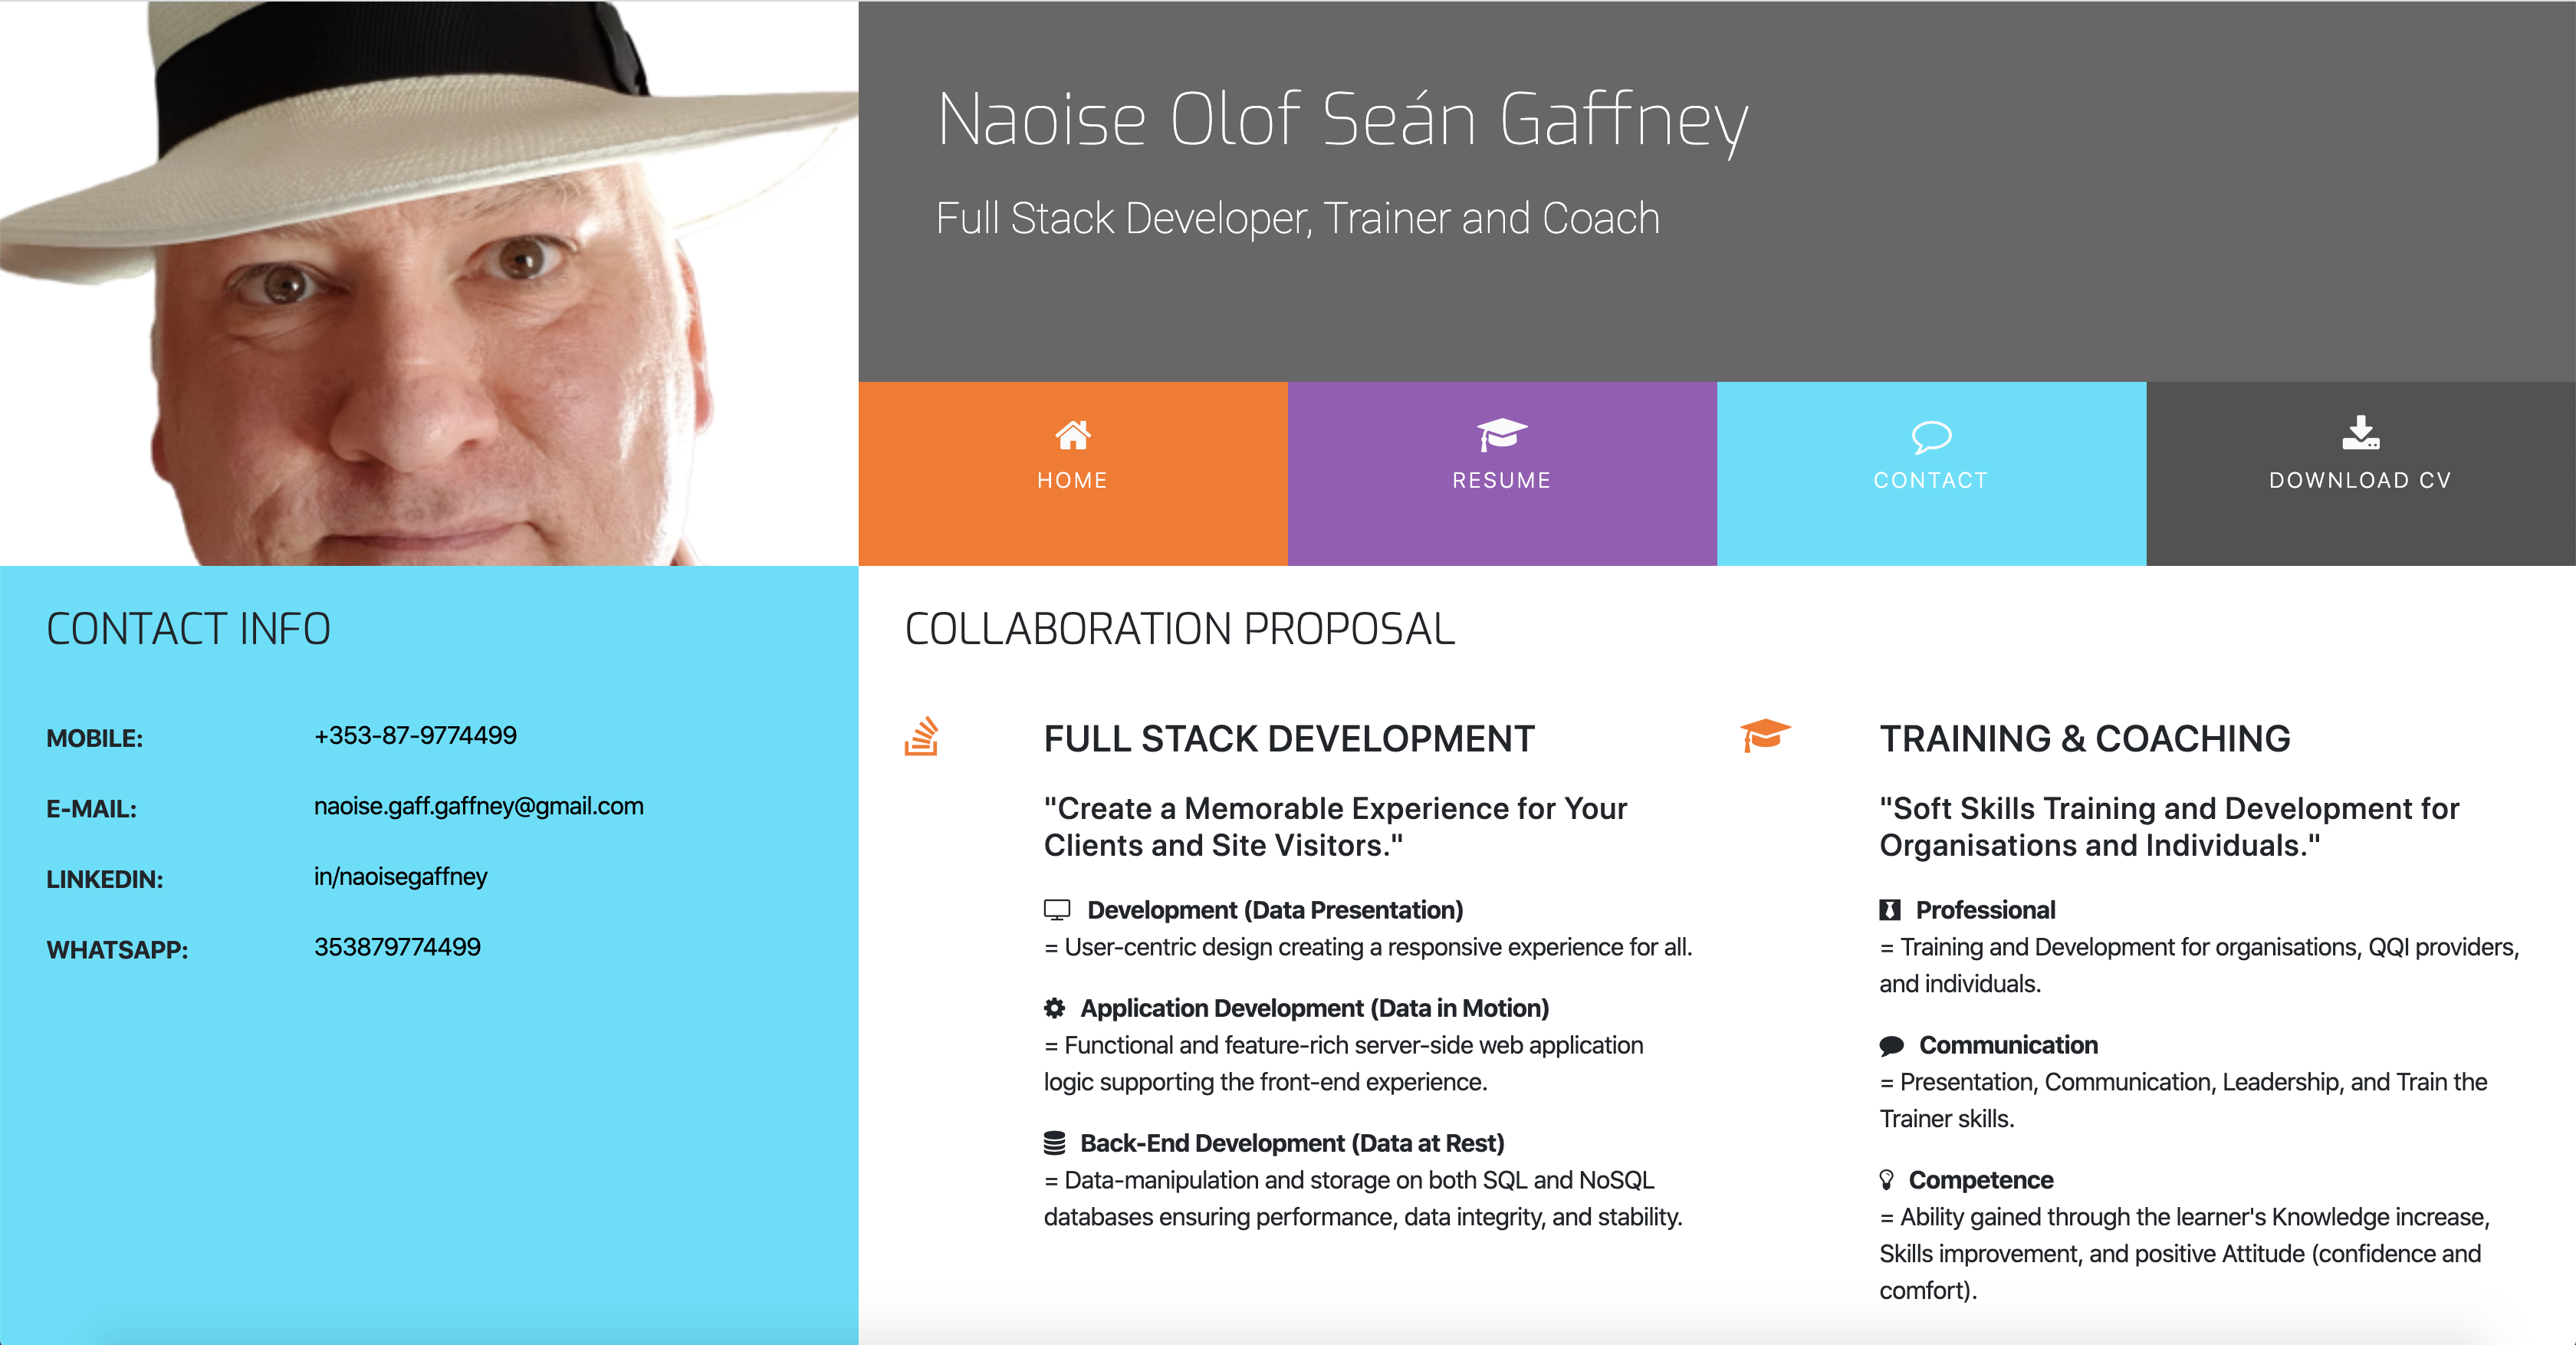 Naoise Olof Seán Gaffney
Full Stack Developer, Trainer and Coach
HOME
RESUME
CONTACT
DOWNLOAD CV
CONTACT INFO
MOBILE: +353-87-9774499
E-MAIL: naoise.gaff.gaffney@gmail.com
LINKEDIN: in/naoisegaffney
WHATSAPP: 353879774499
COLLABORATION PROPOSAL
FULL STACK DEVELOPMENT
"Create a Memorable Experience for Your
Clients and Site Visitors."
Development (Data Presentation)
= User-centric design creating a responsive experience for all.
Application Development (Data in Motion)
= Functional and feature-rich server-side web application
logic supporting the front-end experience.
Back-End Development (Data at Rest)
= Data-manipulation and storage on both SQL and NoSQL
databases ensuring performance, data integrity, and stability.
TRAINING & COACHING
"Soft Skills Training and Development for
Organisations and Individuals."
Professional
= Training and Development for organisations, QQI providers,
and individuals.
Communication
= Presentation, Communication, Leadership, and Train the
Trainer skills.
Competence
= Ability gained through the learner's Knowledge increase,
Skills improvement, and positive Attitude (confidence and
comfort).